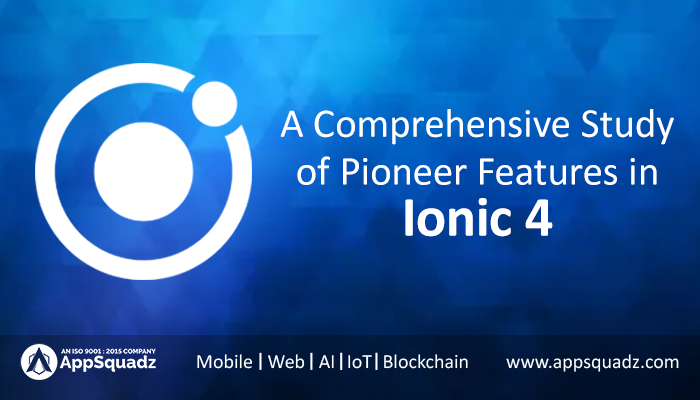 A Comprehensive Study
of Pioneer Features in
Ionic 4
AN ISO 9001 : 2015 COMPANY
AppSquadz
Mobile | Web | AI | IoT | Blockchain
www.appsquadz.com